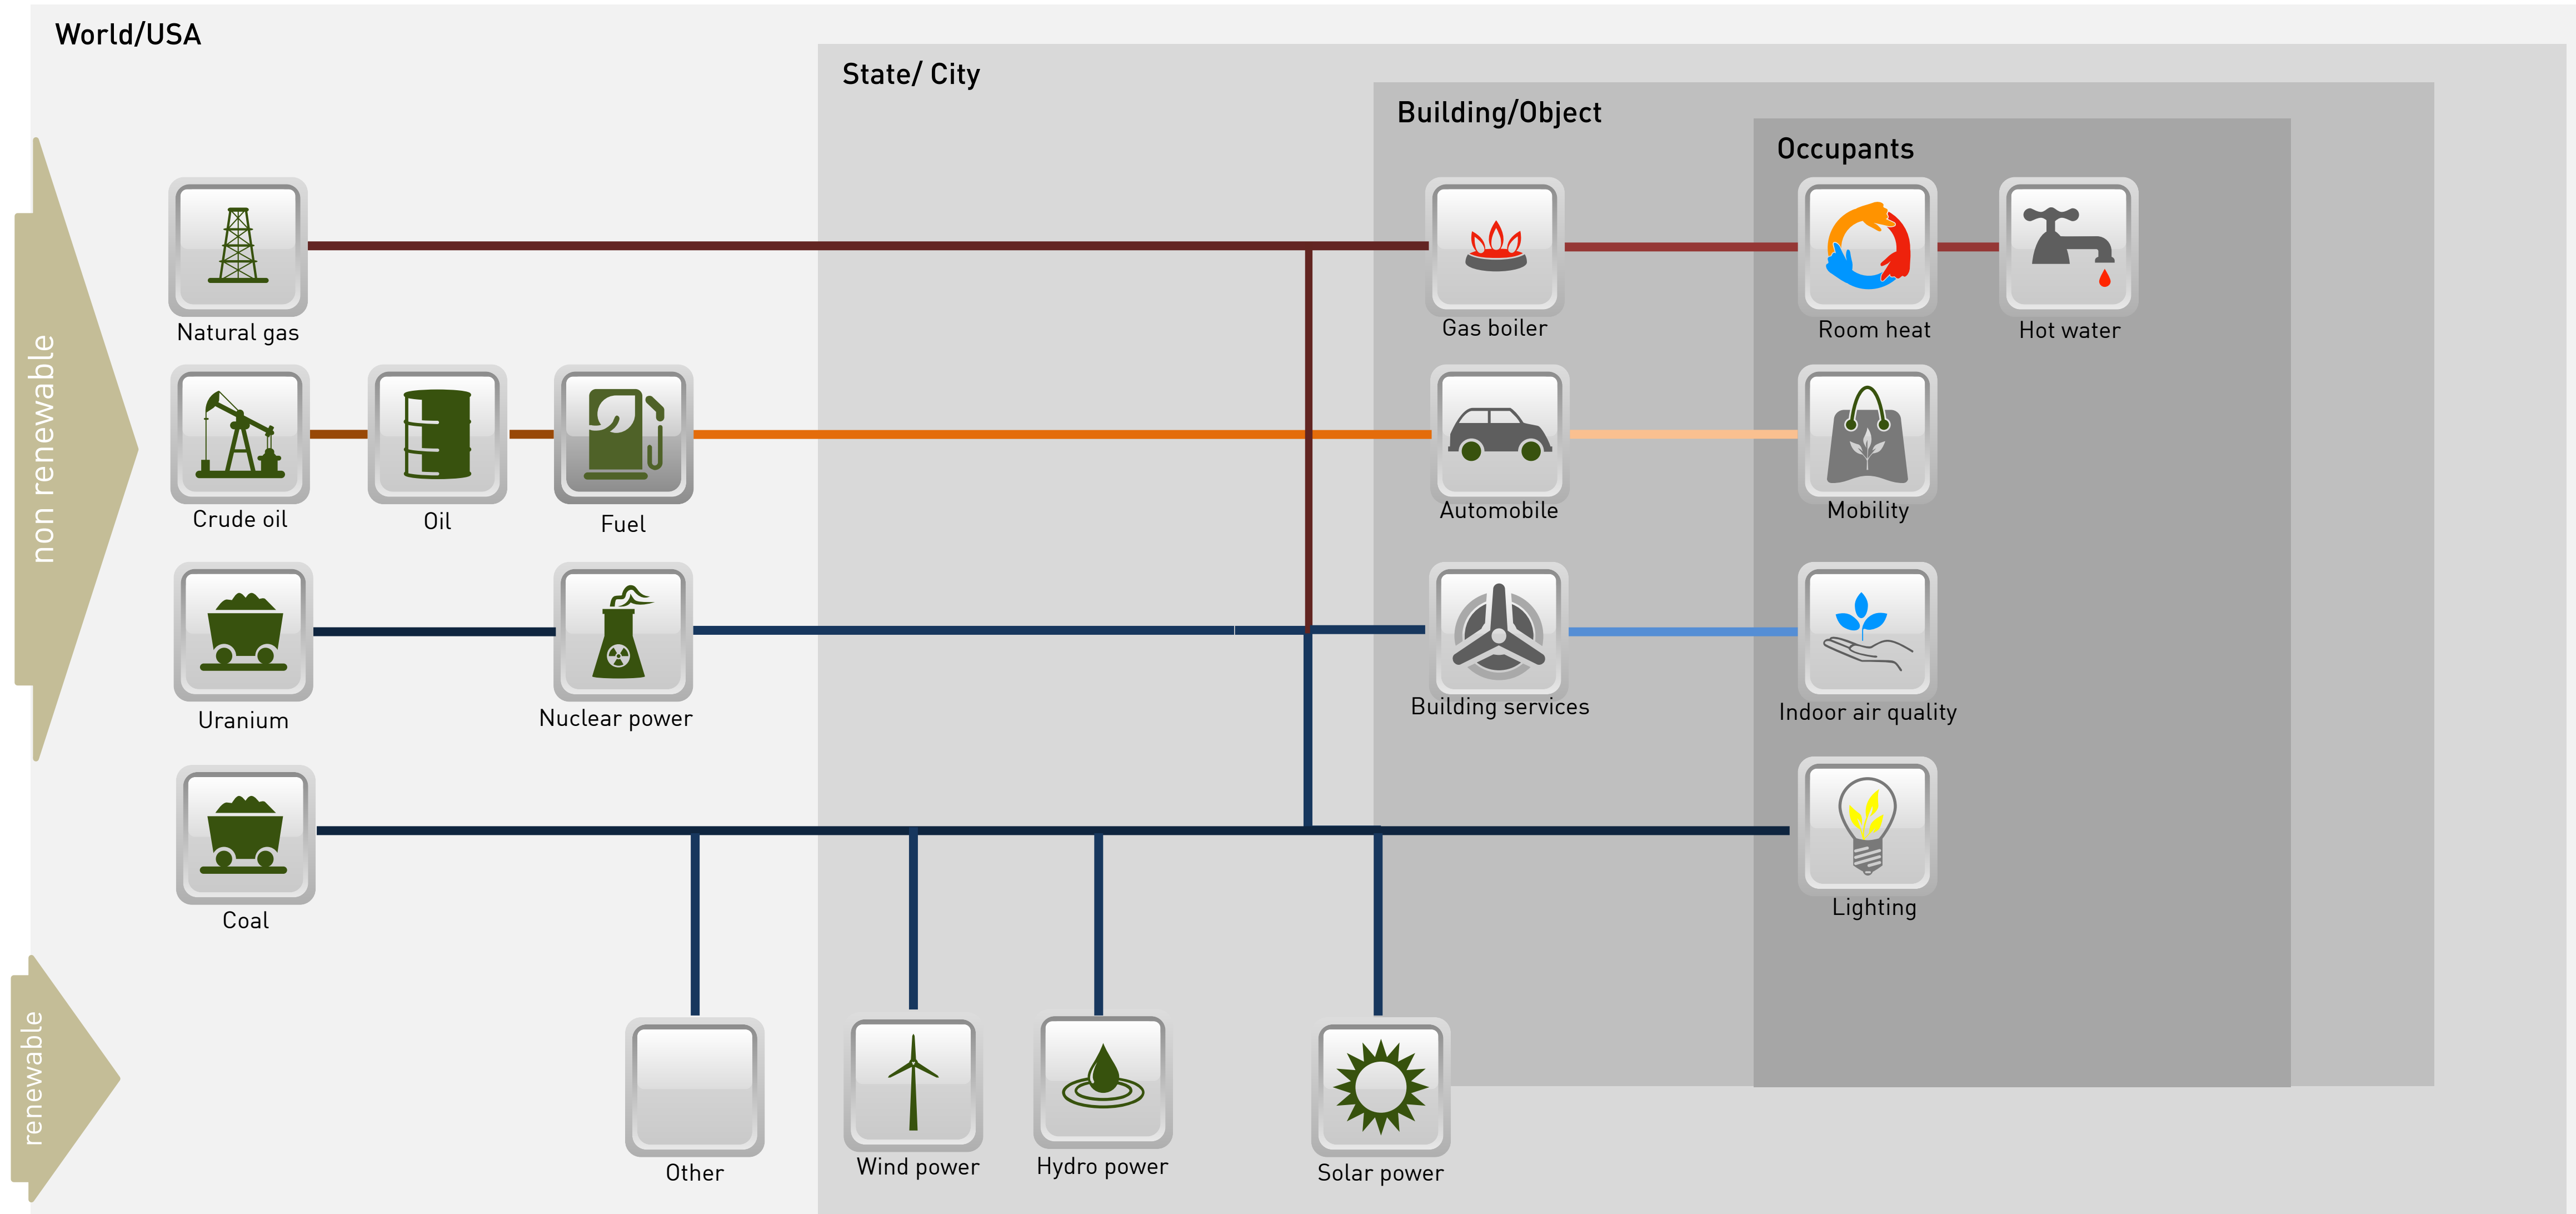 World/USA
State/ City
Building/Object
Occupants
non renewable
Natural gas
Gas boiler
Room heat
Hot water
Crude oil
Oil
Fuel
Automobile
Mobility
Uranium
Nuclear power
Building services
Indoor air quality
Coal
Lighting
renewable
Other
Wind power
Hydro power
Solar power